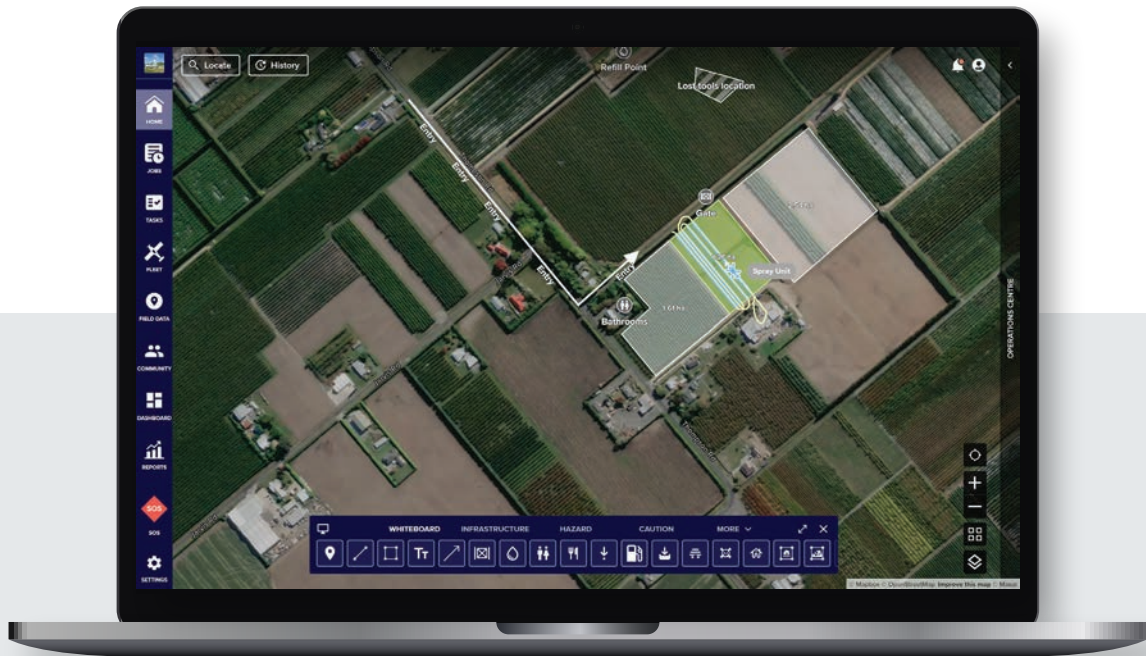 Locate
History
HOME
JOBS
TASKS
FLEET
FIELD DATA
COMMUNITY
DASHBOARD
REPORTS
SOS
SOS
SETTINGS
Refill Point
Lost tools location
Entry
Entry
Entry
Entry
Entry
Gate
Spray Unit
Bathrooms
OPERATIONS CENTRE
WHITEBOARD
INFRASTRUCTURE
HAZARD
CAUTION
MORE
TT
© Mapbox © OpenStreetMap Improve this map © Maxar